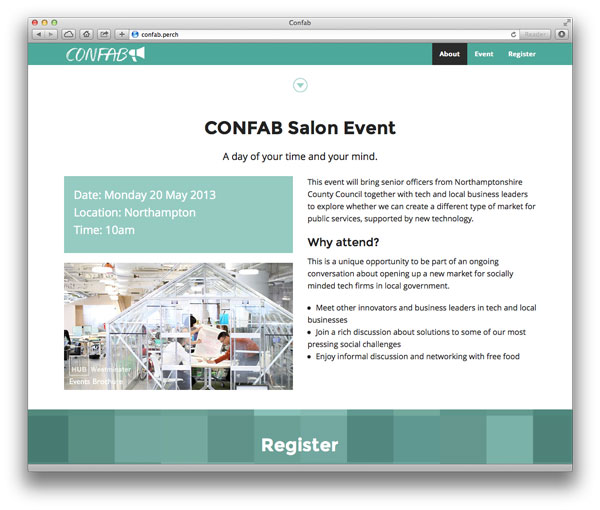 Confab
confab.perch
Reader
CONFAB
About
Event
Register
CONFAB Salon Event
A day of your time and your mind.
Date: Monday 20 May 2013
Location: Northampton
Time: 10am
This event will bring senior officers from Northamptonshire
County Council together with tech and local business leaders
to explore whether we can create a different type of market for
public services, supported by new technology.
Why attend?
This is a unique opportunity to be part of an ongoing
conversation about opening up a new market for socially
minded tech firms in local government.
Meet other innovators and business leaders in tech and local
businesses
Join a rich discussion about solutions to some of our most
pressing social challenges
Enjoy informal discussion and networking with free food
HUB Westminster
Events Brochure
Register